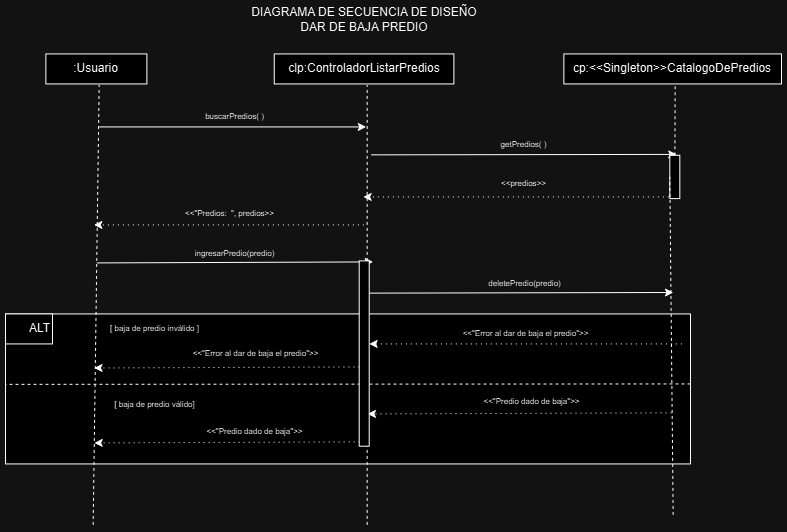 DIAGRAMA DE SECUENCIA DE DISEÑO
DAR DE BAJA PREDIO
:Usuario
clp:ControladorListarPredios
cp:<<Singleton>>CatalogoDePredios
buscarPredios( )
getPredios( )
<<predios>>
<<"Predios:  ", predios>>
ingresarPredio(predio)
deletePredio(predio)
ALT
[ baja de predio inválido ]
<<"Error al dar de baja el predio">>
<<"Error al dar de baja el predio">>
[ baja de predio válido]
<<"Predio dado de baja">>
<<"Predio dado de baja">>